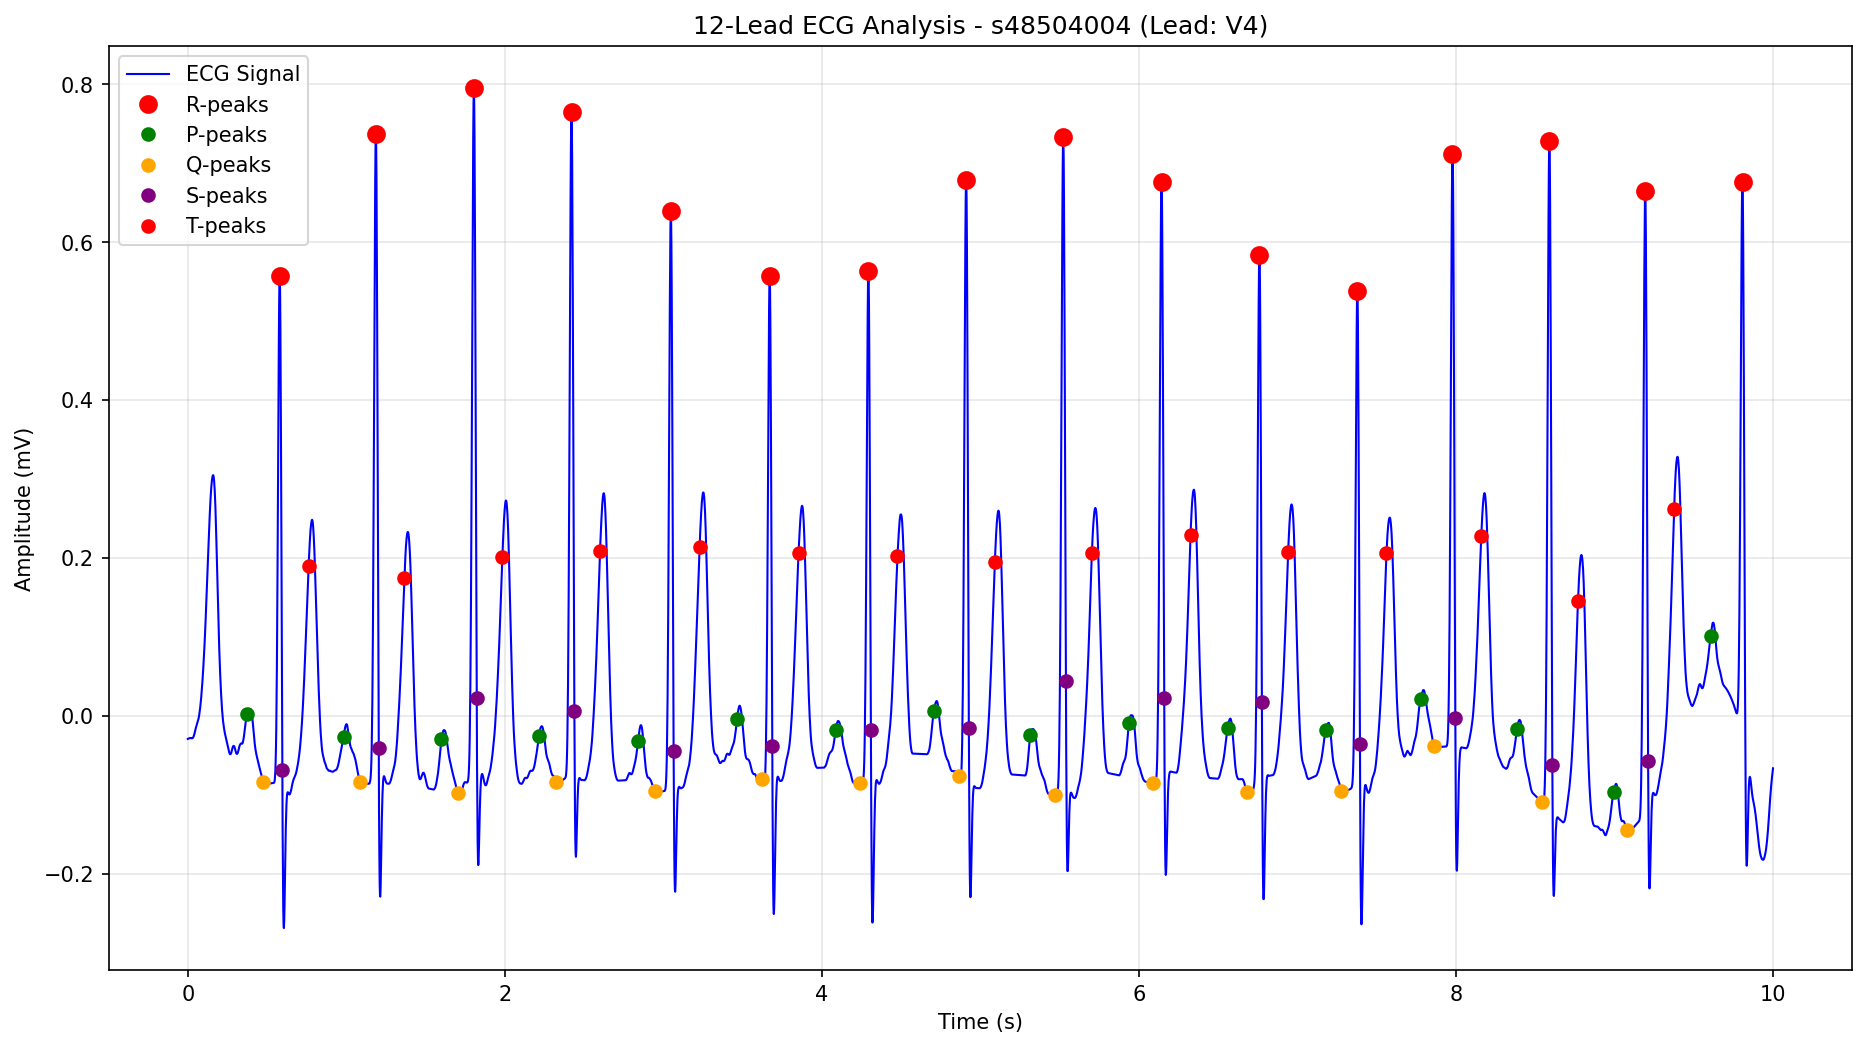 12-Lead ECG Analysis - s48504004 (Lead: V4)
ECG Signal
R-peaks
P-peaks
Q-peaks
S-peaks
T-peaks
0.8
0.6
0.4
0.2
0.0
−0.2
Amplitude (mV)
0 2 4 6 8 10
Time (s)